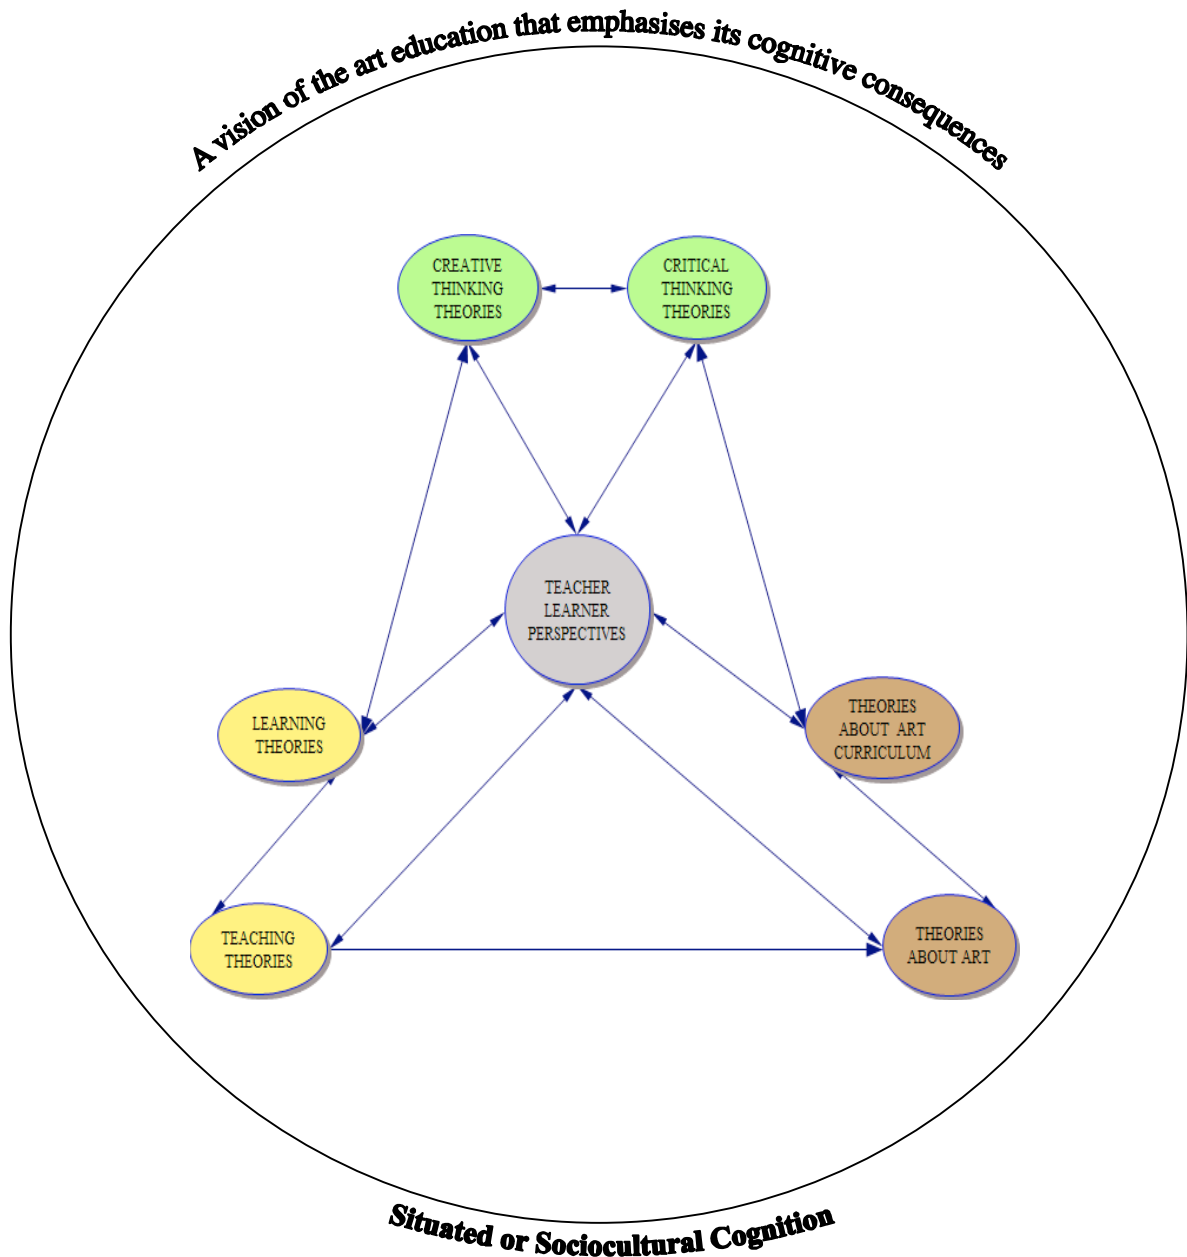 A vision of the art education that emphasises its cognitive consequences
CREATIVE
THINKING
THEORIES
CRITICAL
THINKING
THEORIES
TEACHER
LEARNER
PERSPECTIVES
LEARNING
THEORIES
THEORIES
ABOUT ART
CURRICULUM
TEACHING
THEORIES
THEORIES
ABOUT ART
Situated or Sociocultural Cognition